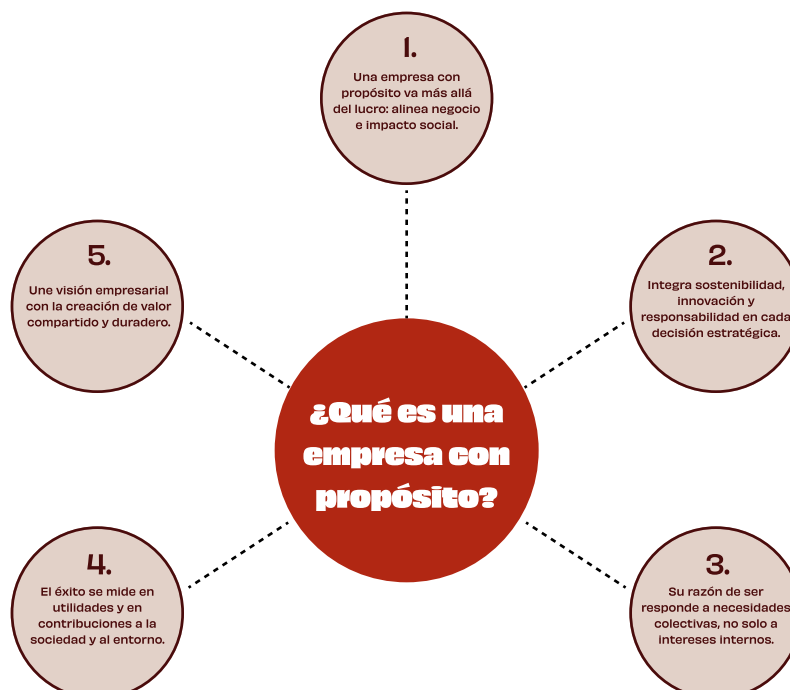 1.
Una empresa con
propósito va más allá
del lucro: alinea negocio
e impacto social.
2.
Integra sostenibilidad,
innovación y
responsabilidad en cada
decisión estratégica.
3.
Su razón de ser
responde a necesidades
colectivas, no solo a
intereses internos.
4.
El éxito se mide en
utilidades y en
contribuciones a la
sociedad y al entorno.
5.
Une visión empresarial
con la creación de valor
compartido y duradero.
¿Qué es una
empresa con
propósito?